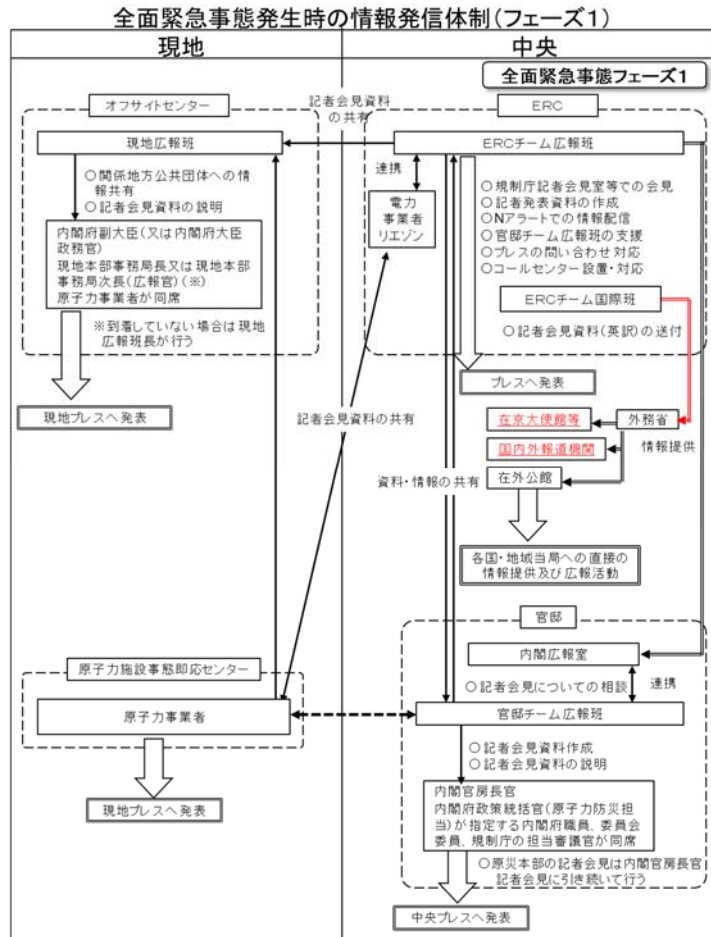 全面緊急事態発生時の情報発信体制(フェーズ1)
現地
中央
全面緊急事態フェーズ1
オフサイトセンター
記者会見資料
の共有
ERC
現地広報班
ERCチーム広報班
○関係地方公共団体への情
報共有
○記者会見資料の説明
連携
電力
事業者
リエゾン
○規制庁記者会見室等での会見
○記者発表資料の作成
○Nアラートでの情報配信
○官邸チーム広報班の支援
○プレスの問い合わせ対応
○コールセンター設置・対応
内閣府副大臣(又は内閣府大臣
政務官)
現地本部事務局長又は現地本部
事務局次長(広報官)(※)
原子力事業者が同席
※到着していない場合は現地
広報班長が行う
ERCチーム国際班
○記者会見資料(英訳)の送付
プレスへ発表
現地プレスへ発表
記者会見資料の共有
在京大使館等
外務省
国内外報道機関
情報提供
資料・情報の共有
在外公館
各国・地域当局への直接の
情報提供及び広報活動
官邸
内閣広報室
原子力施設事態即応センター
○記者会見についての相談
連携
原子力事業者
官邸チーム広報班
○記者会見資料作成
○記者会見資料の説明
現地プレスへ発表
内閣官房長官
内閣府政策統括官(原子力防災担
当)が指定する内閣府職員、委員会
委員、規制庁の担当審議官が同席
○原災本部の記者会見は内閣官房長官
記者会見に引き続いて行う
中央プレスへ発表